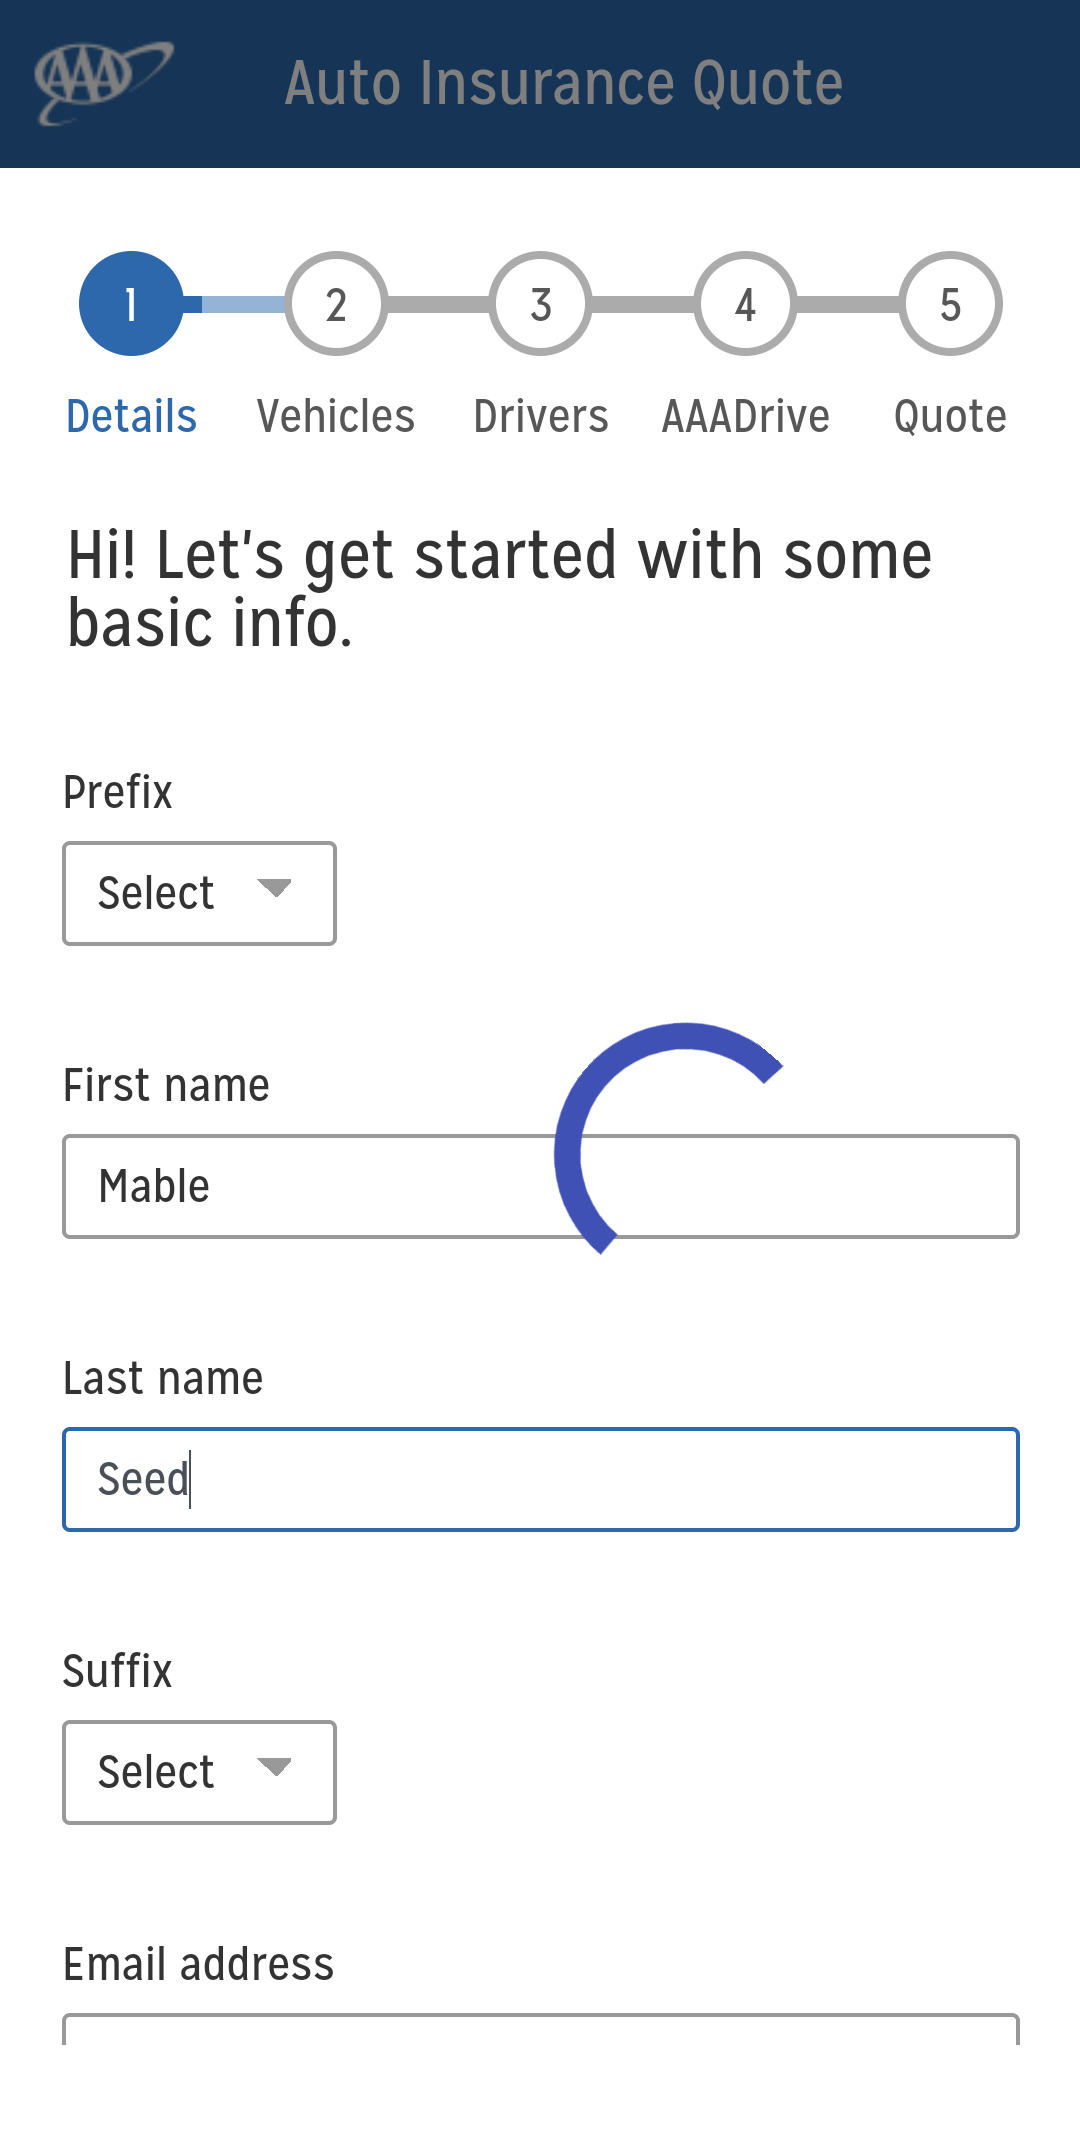 AAA
Auto Insurance Quote
1 2 3 4 5
Details Vehicles Drivers AAADrive Quote
Hi! Let's get started with some
basic info.
Prefix
Select
First name
Mable
Last name
Seed
Suffix
Select
Email address